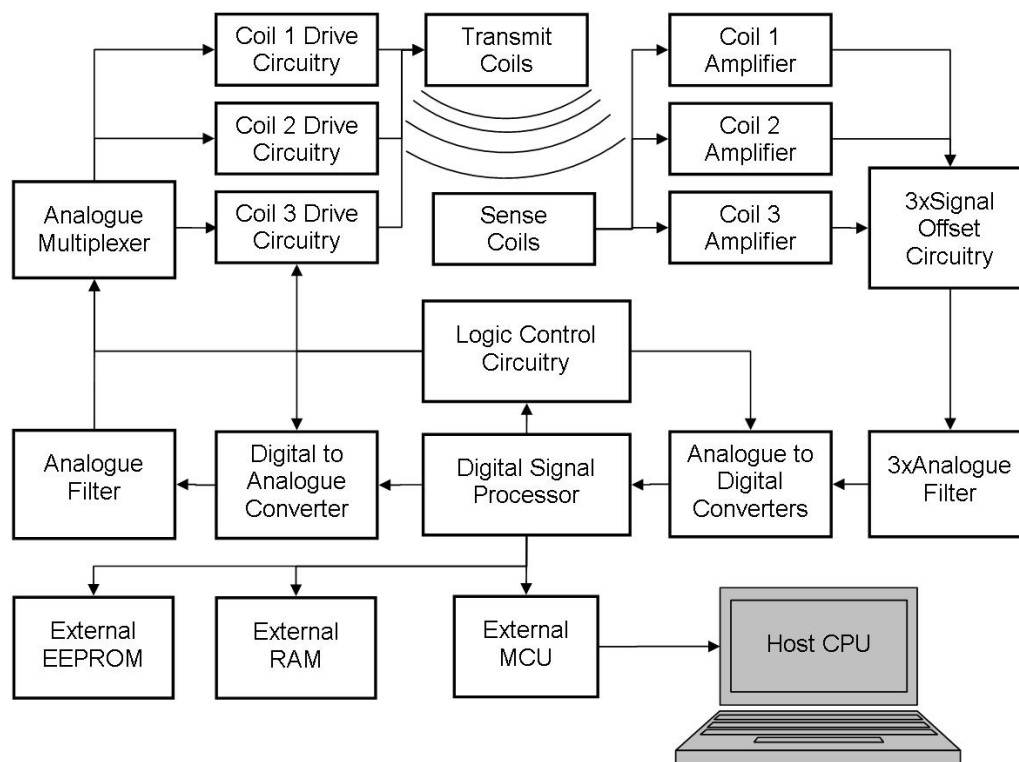 Coil 1 Drive
Circuitry
Transmit
Coils
Coil 1
Amplifier
Coil 2 Drive
Circuitry
Coil 2
Amplifier
Analogue
Multiplexer
Coil 3 Drive
Circuitry
Sense
Coils
Coil 3
Amplifier
3xSignal
Offset
Circuitry
Logic Control
Circuitry
Analogue
Filter
Digital to
Analogue
Converter
Digital Signal
Processor
Analogue to
Digital
Converters
3xAnalogue
Filter
External
EEPROM
External
RAM
External
MCU
Host CPU